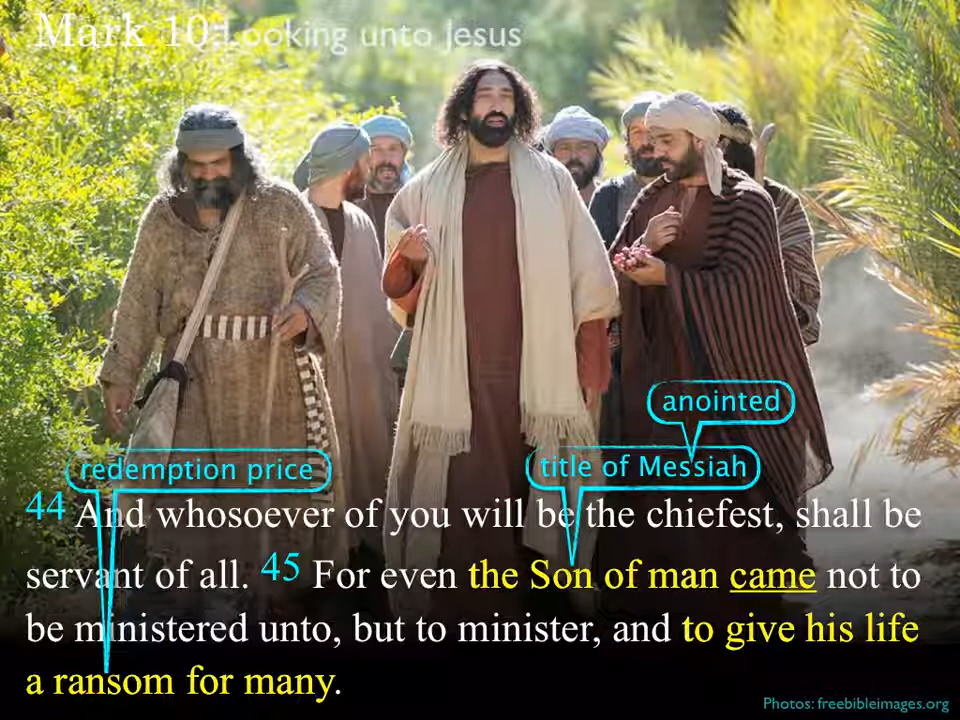 Mark 10:Looking unto Jesus
anointed
redemption price
title of Messiah
44 And whosoever of you will be the chiefest, shall be
servant of all. 45 For even the Son of man came not to
be ministered unto, but to minister, and to give his life
a ransom for many.
Photos: freebibleimages.org